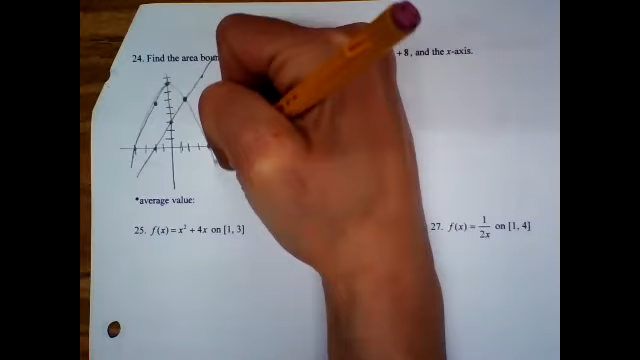 24. Find the area
+ 8, and the x-axis.
*average value:
25. f(x) = x² + 4x on [1, 3]
27. f(x) = 1/2x on [1, 4]